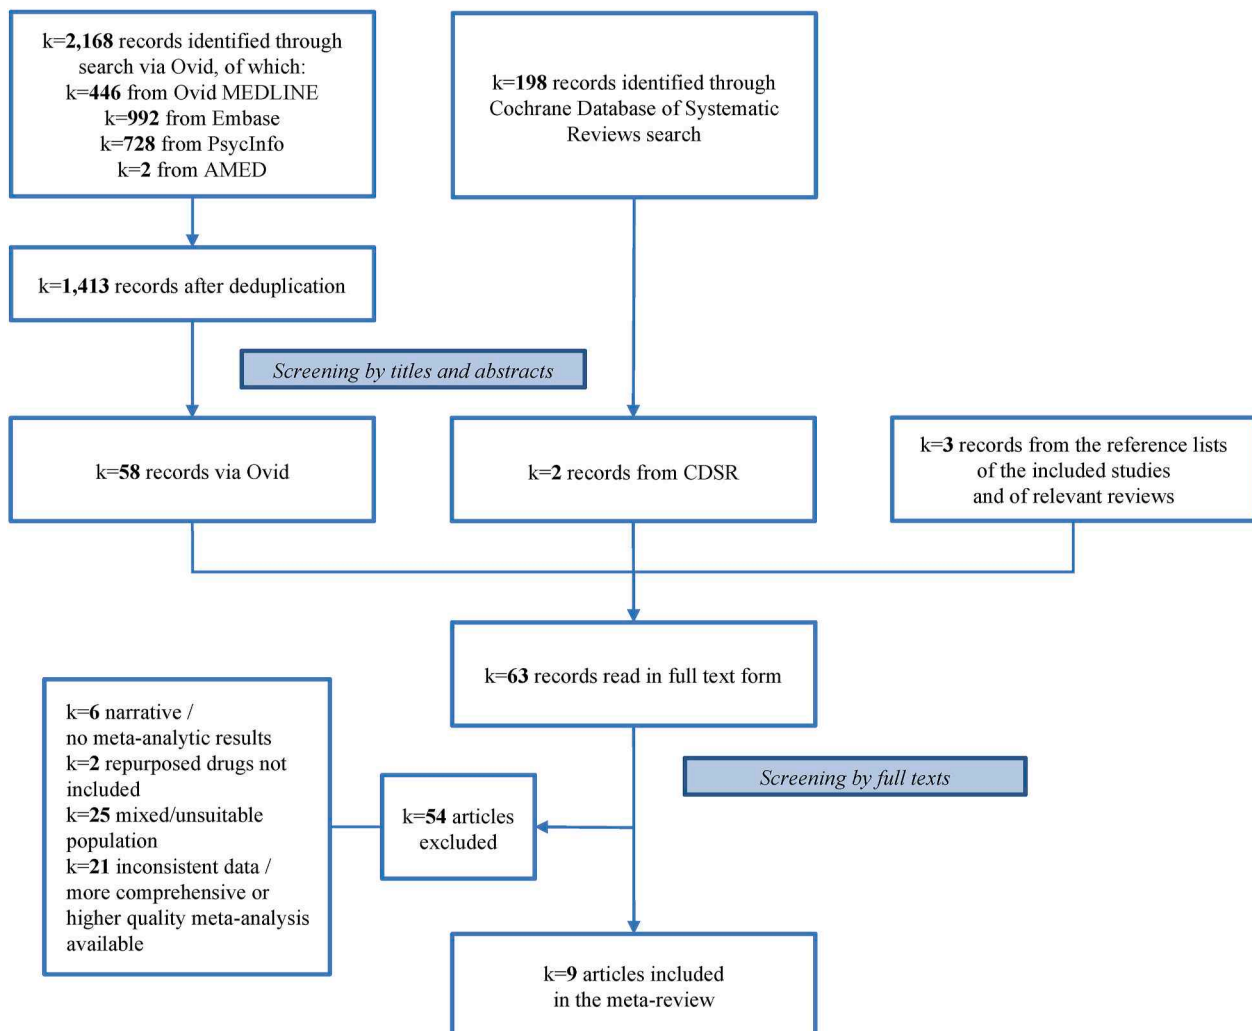 k=2,168 records identified through
search via Ovid, of which:
k=446 from Ovid MEDLINE
k=992 from Embase
k=728 from PsycInfo
k=2 from AMED
k=198 records identified through
Cochrane Database of Systematic
Reviews search
k=1,413 records after deduplication
Screening by titles and abstracts
k=58 records via Ovid
k=2 records from CDSR
k=3 records from the reference lists
of the included studies
and of relevant reviews
k=63 records read in full text form
k=6 narrative /
no meta-analytic results
k=2 repurposed drugs not
included
k=25 mixed/unsuitable
population
k=21 inconsistent data /
more comprehensive or
higher quality meta-analysis
available
k=54 articles
excluded
Screening by full texts
k=9 articles included
in the meta-review